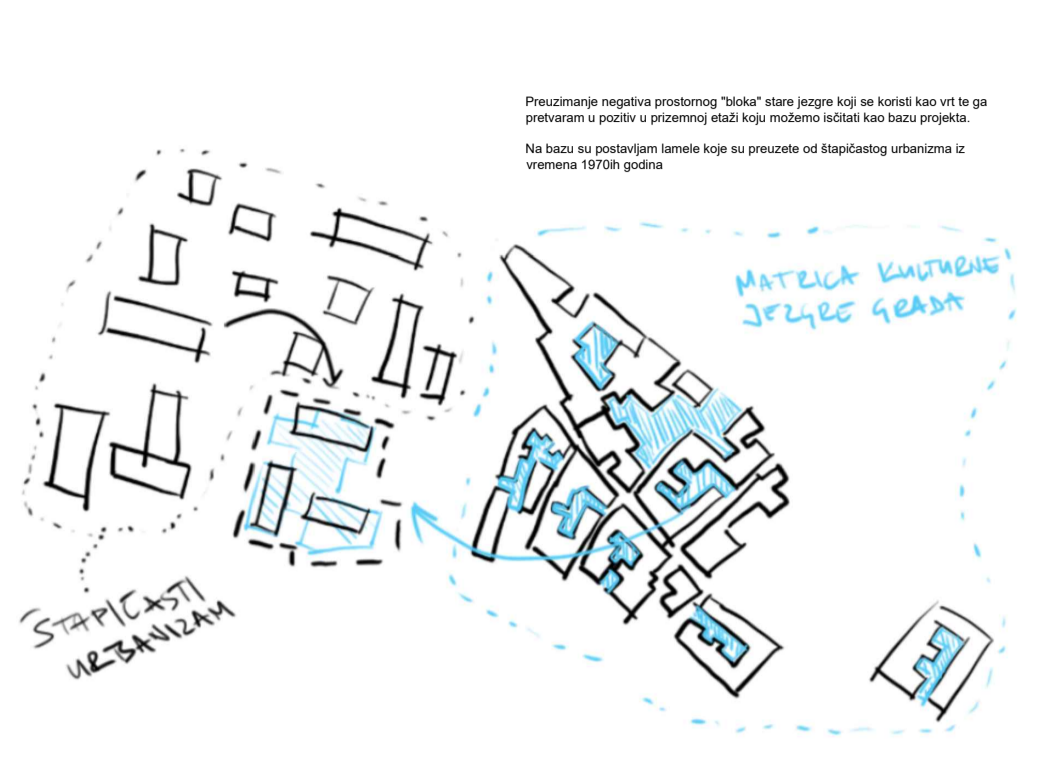 Preuzimanje negativa prostornog "bloka" stare jezgre koji se koristi kao vrt te ga
pretvaram u pozitiv u prizemnoj etaži koju možemo isčitati kao bazu projekta.
Na bazu su postavljam lamele koje su preuzete od štapičastog urbanizma iz
vremena 1970ih godina
MATRICA KULTURNE
JEZGRE GRADA
ŠTAPIČASTI
URBANIZAM